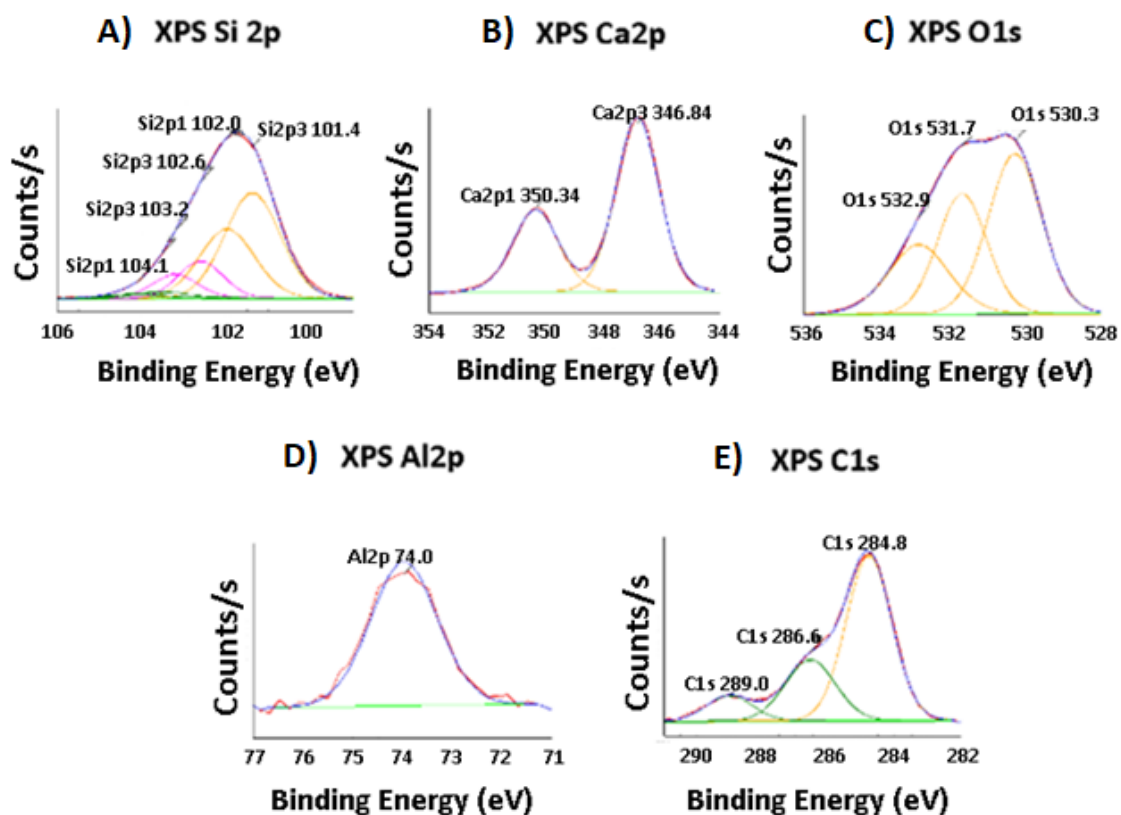 A) XPS Si 2p
Counts/s
Si2p1 102.0
Si2p3 101.4
Si2p3 102.6
Si2p3 103.2
Si2p1 104.1
106 104 102 100
Binding Energy (eV)
B) XPS Ca2p
Counts/s
Ca2p3 346.84
Ca2p1 350.34
354 352 350 348 346 344
Binding Energy (eV)
C) XPS O1s
Counts/s
O1s 530.3
O1s 531.7
O1s 532.9
536 534 532 530 528
Binding Energy (eV)
D) XPS Al2p
Counts/s
Al2p 74.0
77 76 75 74 73 72 71
Binding Energy (eV)
E) XPS C1s
Counts/s
C1s 284.8
C1s 286.6
C1s 289.0
290 288 286 284 282
Binding Energy (eV)